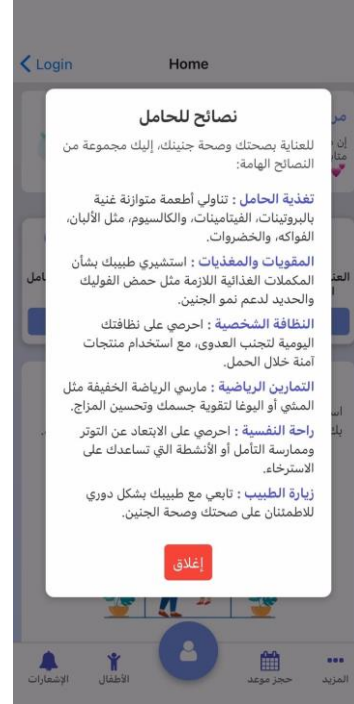 Login
Home
نصائح للحامل
للعناية بصحتك وصحة جنينك، إليك مجموعة من
النصائح الهامة:
تغذية الحامل : تناولي أطعمة متوازنة غنية
بالبروتينات، الفيتامينات، والكالسيوم، مثل الألبان،
الفواكه، والخضروات.
المقويات والمغذيات : استشيري طبيبك بشأن
المكملات الغذائية اللازمة مثل حمض الفوليك
والحديد لدعم نمو الجنين.
النظافة الشخصية : احرصي على نظافتك
اليومية لتجنب العدوى، مع استخدام منتجات
آمنة خلال الحمل.
التمارين الرياضية : مارسي الرياضة الخفيفة مثل
المشي أو اليوغا لتقوية جسمك وتحسين المزاج.
راحة النفسية : احرصي على الابتعاد عن التوتر
وممارسة التأمل أو الأنشطة التي تساعدك على
الاسترخاء.
زيارة الطبيب : تابعي مع طبيبك بشكل دوري
للاطمئنان على صحتك وصحة الجنين.
إغلاق
المزيد
حجز موعد
الأطفال
الإشعارات